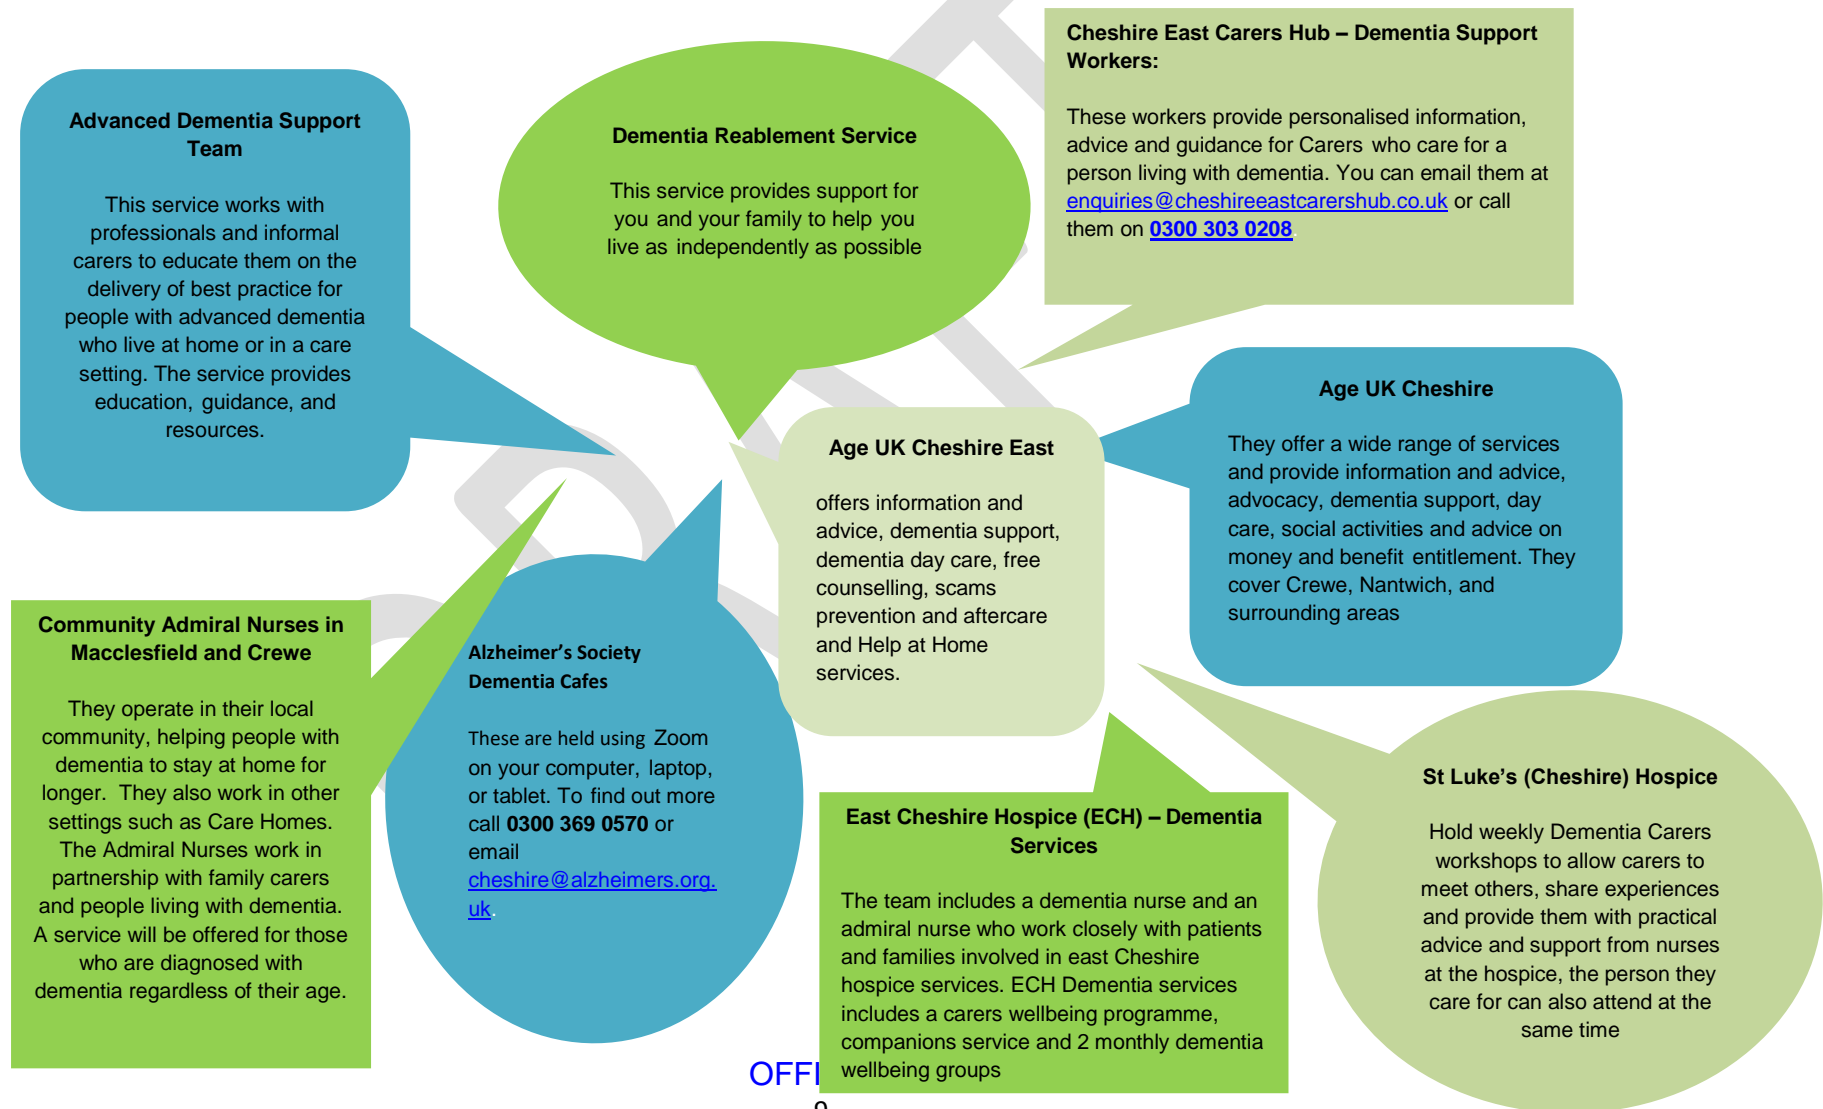 Cheshire East Carers Hub – Dementia Support
Workers:
These workers provide personalised information,
advice and guidance for Carers who care for a
person living with dementia. You can email them at
enquiries@cheshireeastcarershub.co.uk or call
them on 0300 303 0208.
Advanced Dementia Support
Team
This service works with
professionals and informal
carers to educate them on the
delivery of best practice for
people with advanced dementia
who live at home or in a care
setting. The service provides
education, guidance, and
resources.
Dementia Reablement Service
This service provides support for
you and your family to help you
live as independently as possible
Age UK Cheshire
They offer a wide range of services
and provide information and advice,
advocacy, dementia support, day
care, social activities and advice on
money and benefit entitlement. They
cover Crewe, Nantwich, and
surrounding areas
Age UK Cheshire East
offers information and
advice, dementia support,
dementia day care, free
counselling, scams
prevention and aftercare
and Help at Home
services.
Community Admiral Nurses in
Macclesfield and Crewe
They operate in their local
community, helping people with
dementia to stay at home for
longer. They also work in other
settings such as Care Homes.
The Admiral Nurses work in
partnership with family carers
and people living with dementia.
A service will be offered for those
who are diagnosed with
dementia regardless of their age.
Alzheimer’s Society
Dementia Cafes
These are held using Zoom
on your computer, laptop,
or tablet. To find out more
call 0300 369 0570 or
email
cheshire@alzheimers.org.
uk.
East Cheshire Hospice (ECH) – Dementia
Services
The team includes a dementia nurse and an
admiral nurse who work closely with patients
and families involved in east Cheshire
hospice services. ECH Dementia services
includes a carers wellbeing programme,
companions service and 2 monthly dementia
wellbeing groups
St Luke’s (Cheshire) Hospice
Hold weekly Dementia Carers
workshops to allow carers to
meet others, share experiences
and provide them with practical
advice and support from nurses
at the hospice, the person they
care for can also attend at the
same time
OFFI